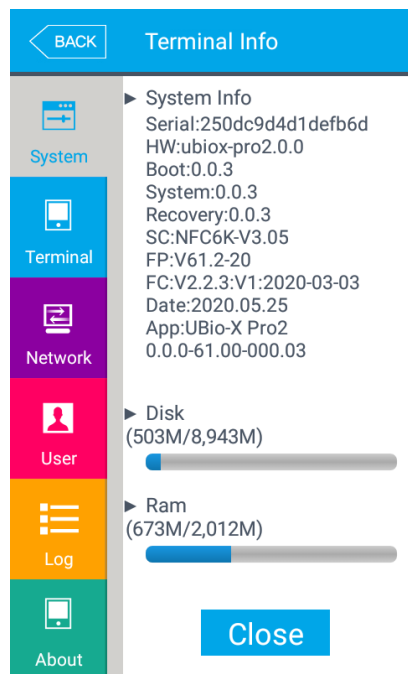 BACK
Terminal Info
System
Terminal
Network
User
Log
About
► System Info
Serial:250dc9d4d1defb6d
HW:ubiox-pro2.0.0
Boot:0.0.3
System:0.0.3
Recovery:0.0.3
SC:NFC6K-V3.05
FP:V61.2-20
FC:V2.2.3:V1:2020-03-03
Date:2020.05.25
App:UBio-X Pro2
0.0.0-61.00-000.03
► Disk
(503M/8,943M)
► Ram
(673M/2,012M)
Close